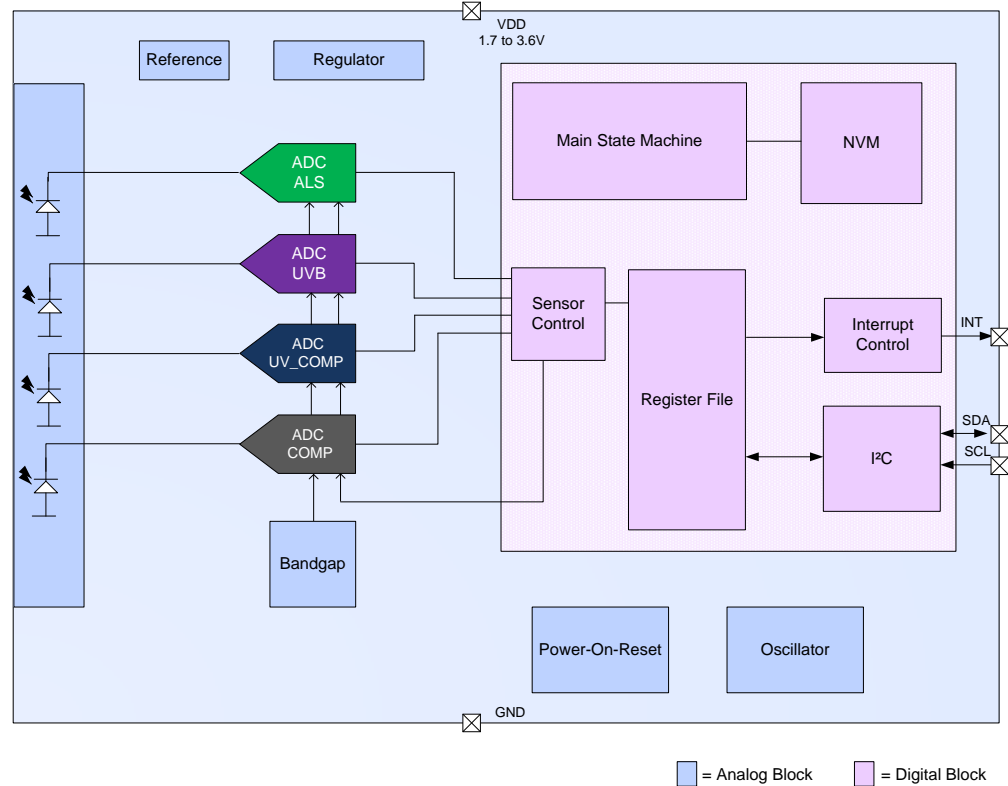 VDD
1.7 to 3.6V
Reference
Regulator
Main State Machine
NVM
ADC
ALS
ADC
UVB
Sensor
Control
Interrupt
Control
INT
ADC
UV_COMP
Register File
ADC
COMP
I²C
SDA
SCL
Bandgap
Power-On-Reset
Oscillator
GND
= Analog Block
= Digital Block